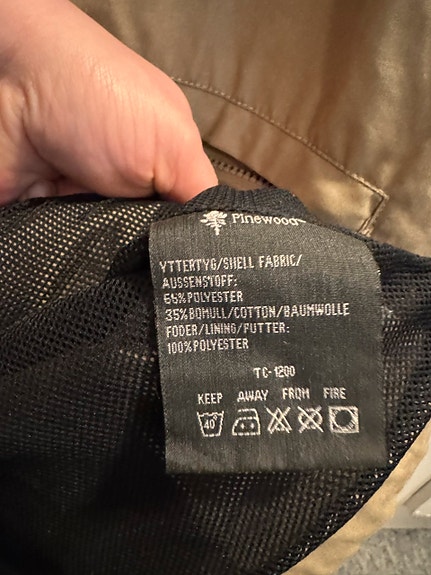 Pinewood™
YTTERTYG/SHELL FABRIC/
AUSSENSTOFF:
65%POLYESTER
35%BOMULL/COTTON/BAUMWOLLE
FODER/LINING/FUTTER:
100%POLYESTER
TC-1200
KEEP AWAY FROM FIRE
40